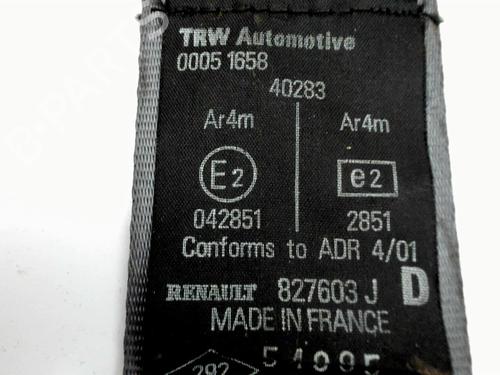 TRW Automotive
0005 1658
40283
Ar4m Ar4m
E2 e2
042851 2851
Conforms to ADR 4/01
RENAULT 827603 J D
MADE IN FRANCE
292